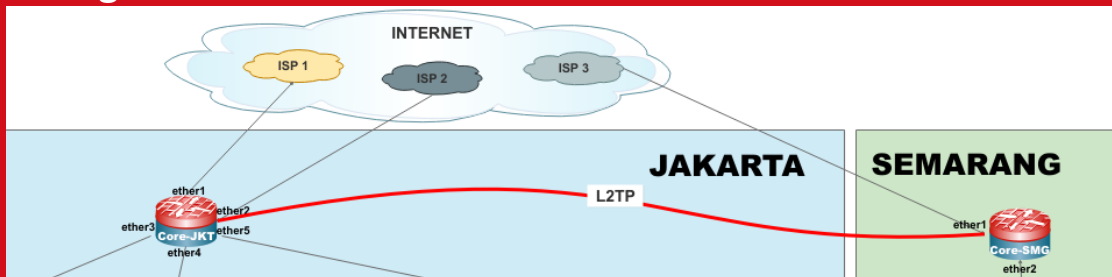 INTERNET
ISP 1
ISP 2
ISP 3
JAKARTA
SEMARANG
ether1
L2TP
ether2
ether3
Core-JKT
ether5
ether4
ether1
Core-SMG
ether2